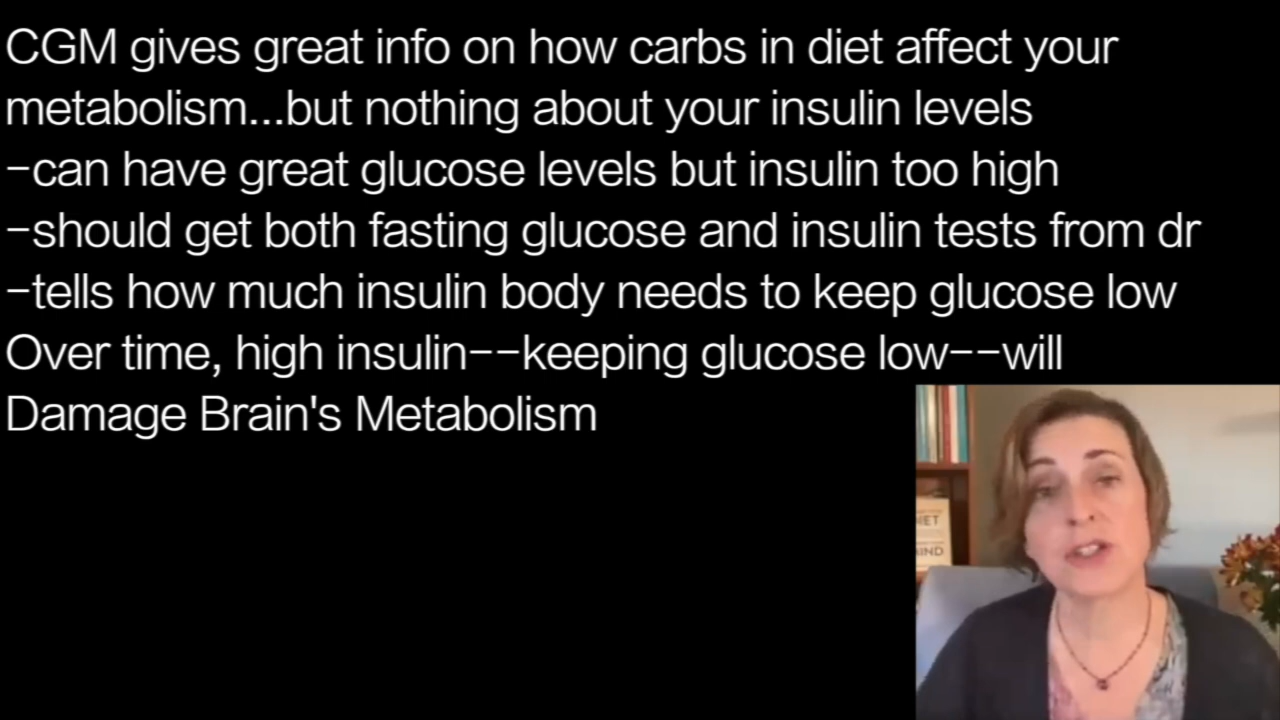 CGM gives great info on how carbs in diet affect your
metabolism...but nothing about your insulin levels
-can have great glucose levels but insulin too high
-should get both fasting glucose and insulin tests from dr
-tells how much insulin body needs to keep glucose low
Over time, high insulin--keeping glucose low--will
Damage Brain's Metabolism